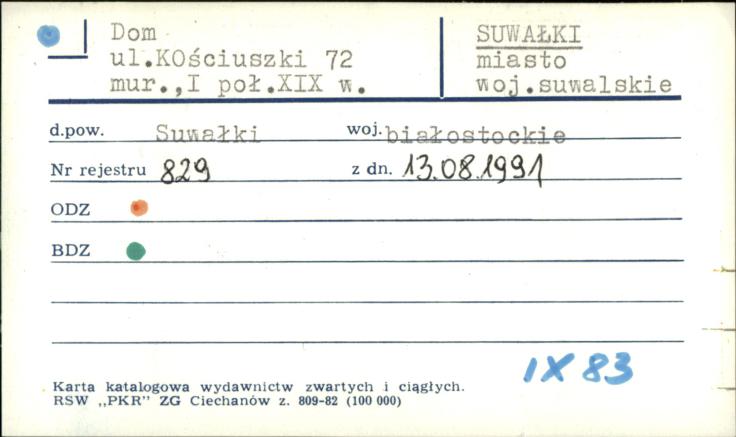 Dom
ul.KOściuszki 72
mur.,I poł.XIX w.
SUWAŁKI
miasto
woj.suwalskie
d.pow. Suwałki woj. białostockie
Nr rejestru 829 z dn. 13.08.1991
ODZ
BDZ
IX 83
Karta katalogowa wydawnictw zwartych i ciągłych.
RSW „PKR” ZG Ciechanów z. 809-82 (100 000)